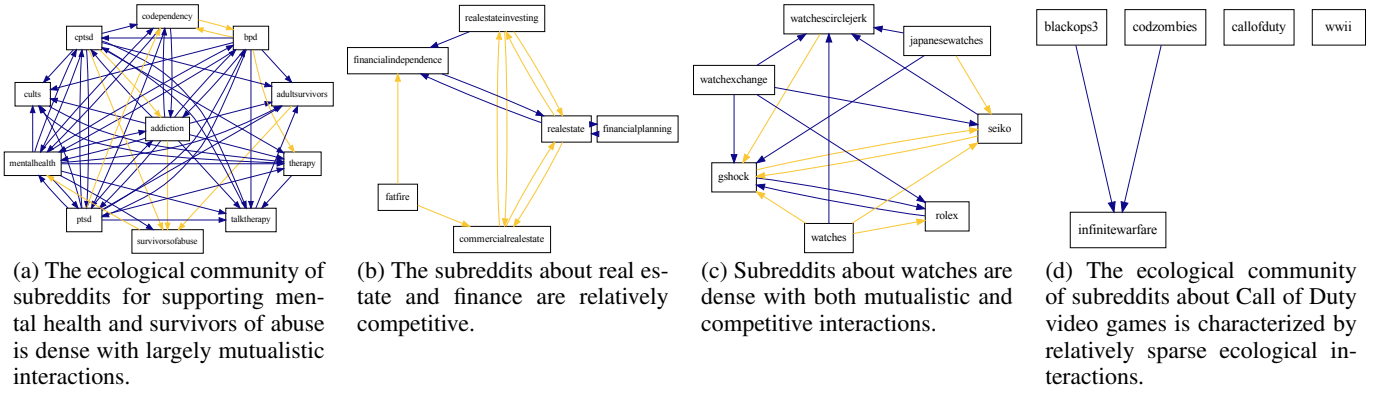 codependency
cptsd
bpd
cults
adultsurvivors
addiction
mentalhealth
therapy
ptsd
talktherapy
survivorsofabuse
(a) The ecological community of
subreddits for supporting men-
tal health and survivors of abuse
is dense with largely mutualistic
interactions.
realestateinvesting
financialindependence
realestate
financialplanning
fatfire
commercialrealestate
(b) The subreddits about real es-
tate and finance are relatively
competitive.
watchescirclejerk
japanesewatches
watchexchange
seiko
gshock
rolex
watches
(c) Subreddits about watches are
dense with both mutualistic and
competitive interactions.
blackops3
codzombies
callofduty
wwii
infinitewarfare
(d) The ecological community
of subreddits about Call of Duty
video games is characterized by
relatively sparse ecological in-
teractions.